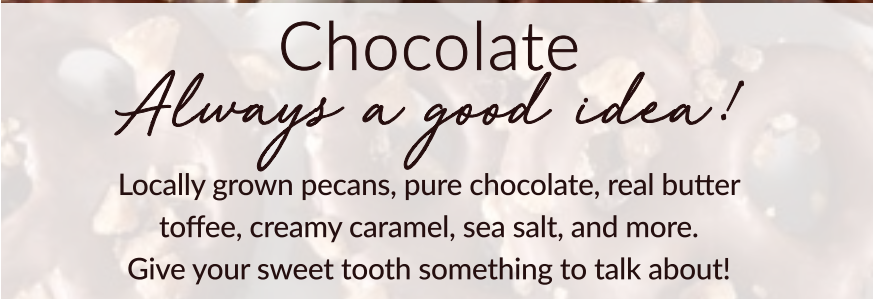 Chocolate
Always a good idea!
Locally grown pecans, pure chocolate, real butter
toffee, creamy caramel, sea salt, and more.
Give your sweet tooth something to talk about!